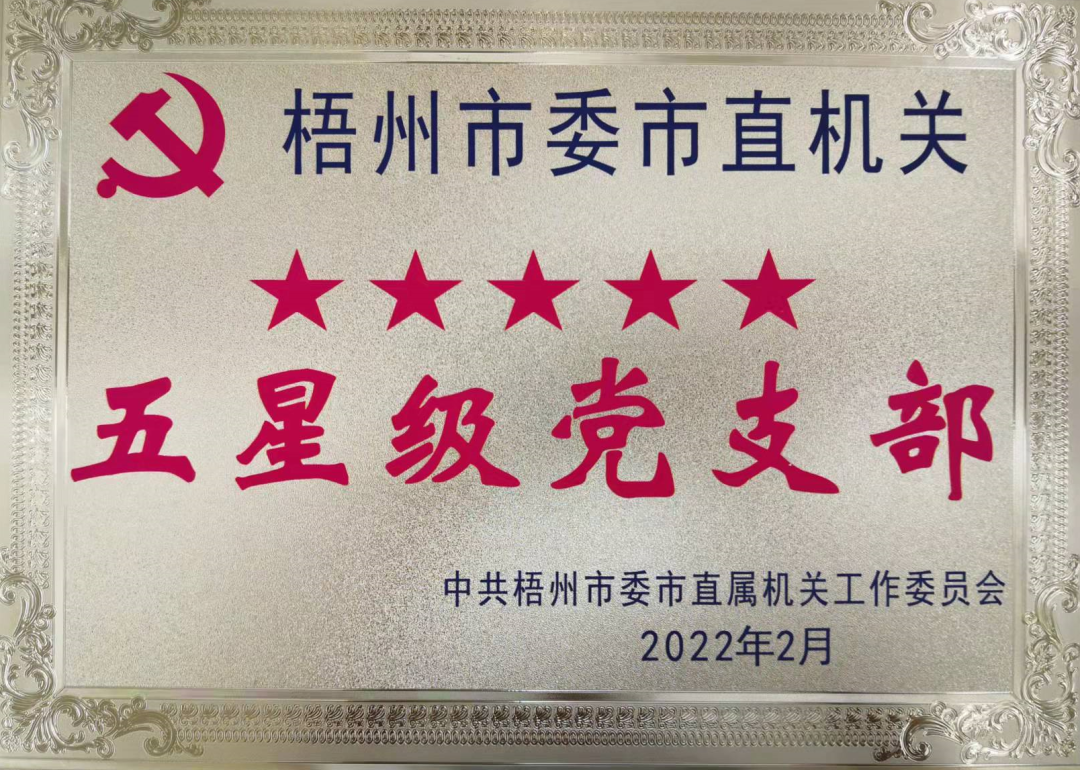 梧州市委市直机关
五星级党支部
中共梧州市委市直属机关工作委员会
2022年2月